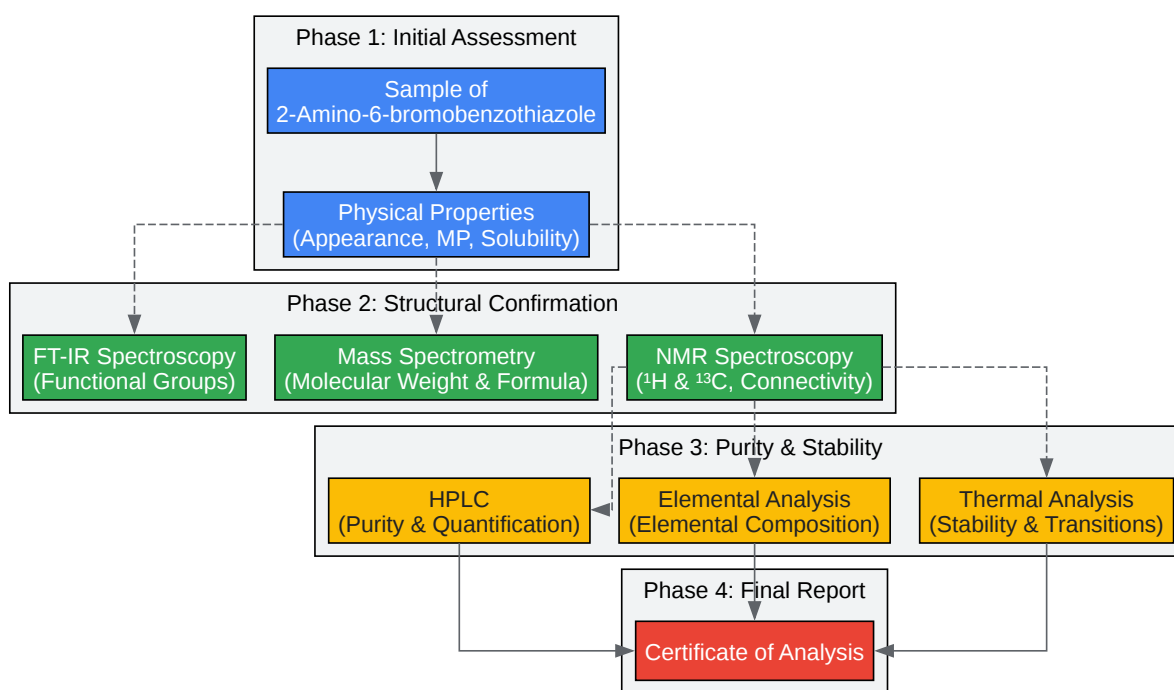 Phase 1: Initial Assessment
Sample of
2-Amino-6-bromobenzothiazole
Physical Properties
(Appearance, MP, Solubility)
Phase 2: Structural Confirmation
FT-IR Spectroscopy
(Functional Groups)
Mass Spectrometry
(Molecular Weight & Formula)
NMR Spectroscopy
(¹H & ¹³C, Connectivity)
Phase 3: Purity & Stability
HPLC
(Purity & Quantification)
Elemental Analysis
(Elemental Composition)
Thermal Analysis
(Stability & Transitions)
Phase 4: Final Report
Certificate of Analysis